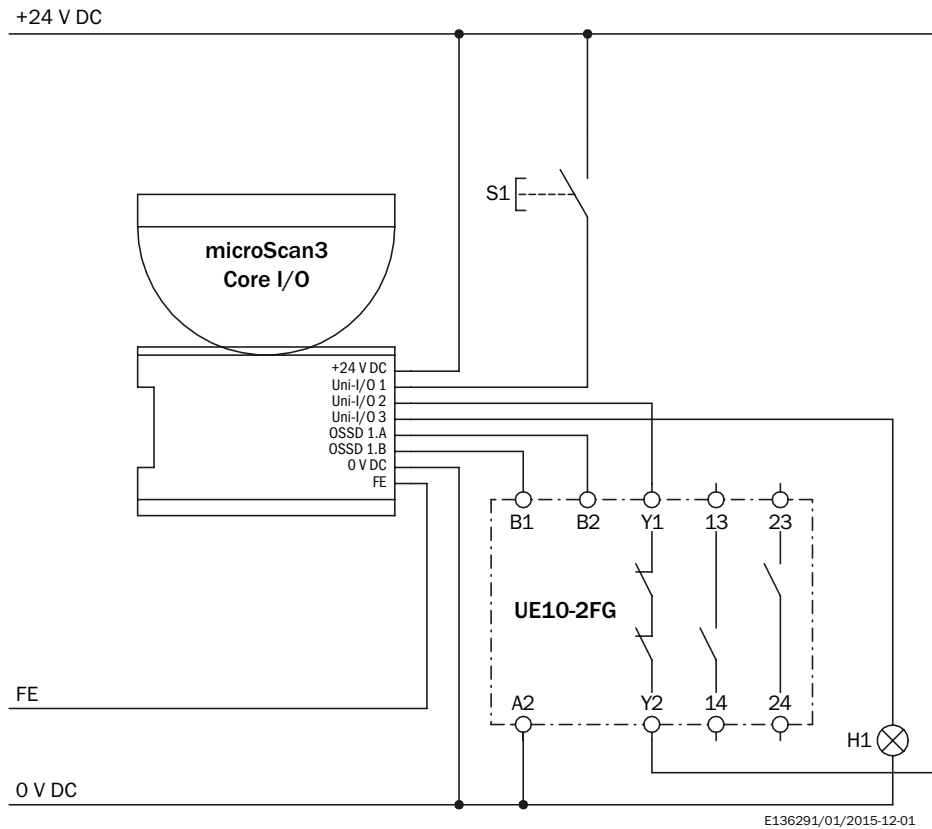 +24 V DC
S1
microScan3
Core I/O
+24 V DC
Uni-I/O 1
Uni-I/O 2
Uni-I/O 3
OSSD 1.A
OSSD 1.B
0 V DC
FE
B1 B2 Y1 13 23
UE10-2FG
FE
A2 Y2 14 24
H1
0 V DC
E136291/01/2015-12-01